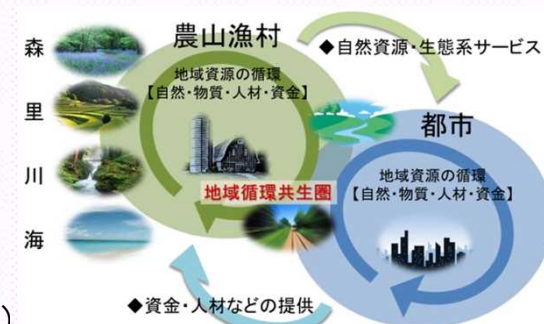 森
里
川
海
農山漁村
地域資源の循環
【自然・物質・人材・資金】
◆自然資源・生態系サービス
都市
地域資源の循環
【自然・物質・人材・資金】
地域循環共生圏
◆資金・人材などの提供
)